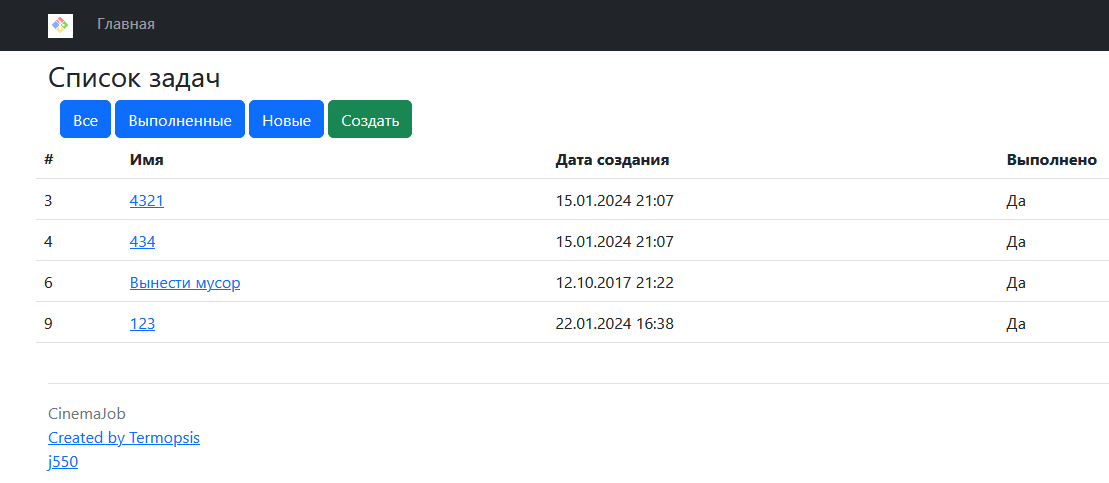 Главная
Список задач
Все Выполненные Новые Создать
# Имя Дата создания Выполнено
3 4321 15.01.2024 21:07 Да
4 434 15.01.2024 21:07 Да
6 Вынести мусор 12.10.2017 21:22 Да
9 123 22.01.2024 16:38 Да
CinemaJob
Created by Termopsis
j550